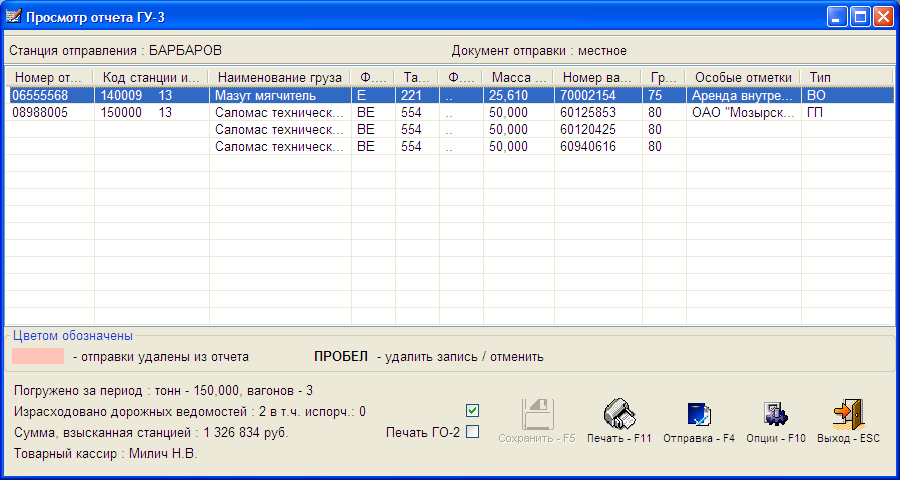 Просмотр отчета ГУ-3
Станция отправления : БАРБАРОВ Документ отправки : местное
Номер от... Код станции и... Наименование груза Ф.... Та... Ф.... Масса ... Номер ва... Гр... Особые отметки Тип
06555568 140009 13 Мазут мягчитель Е 221 .. 25,610 70002154 75 Аренда внутре... ВО
08988005 150000 13 Саломас техническ... ВЕ 554 .. 50,000 60125853 80 ОАО "Мозырск... ГП
Саломас техническ... ВЕ 554 .. 50,000 60120425 80
Саломас техническ... ВЕ 554 .. 50,000 60940616 80
Цветом обозначены
- отправки удалены из отчета ПРОБЕЛ - удалить запись / отменить
Погружено за период : тонн - 150,000, вагонов - 3
Израсходовано дорожных ведомостей : 2 в т.ч. испорч.: 0
Сумма, взысканная станцией : 1 326 834 руб. Печать ГО-2
Товарный кассир : Милич Н.В.
Сохранить - F5 Печать - F11 Отправка - F4 Опции - F10 Выход - ESC